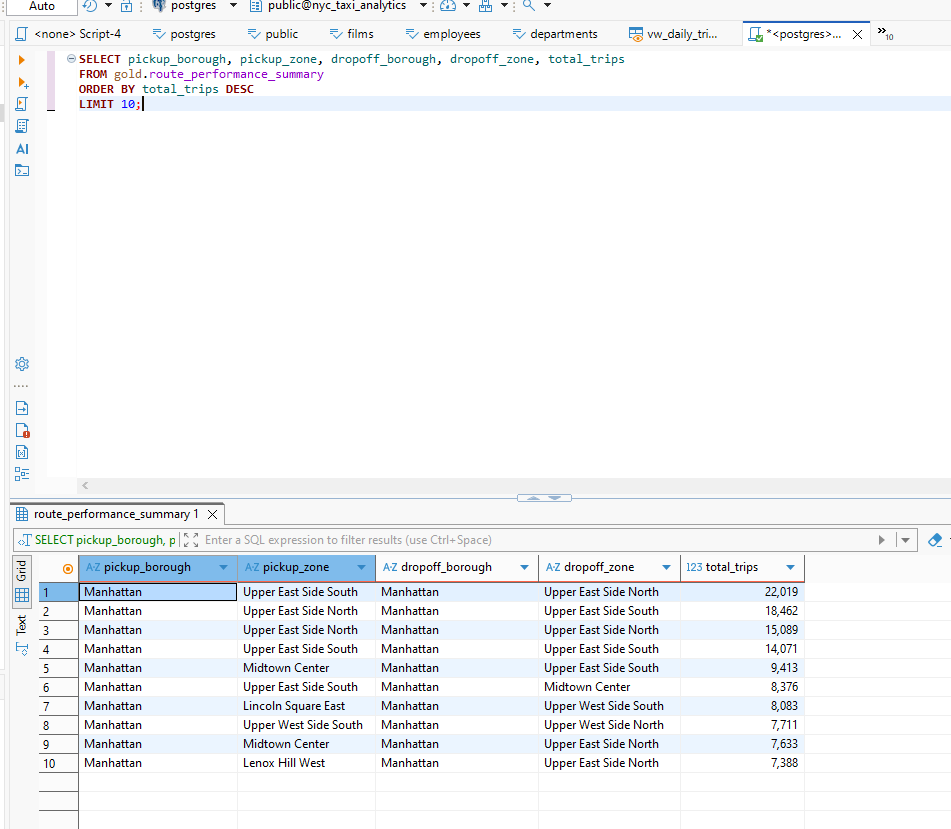 Auto postgres public@nyc_taxi_analytics
<none> Script-4 postgres public films employees departments vw_daily_tri... *<postgres>... »10
SELECT pickup_borough, pickup_zone, dropoff_borough, dropoff_zone, total_trips
FROM gold.route_performance_summary
ORDER BY total_trips DESC
LIMIT 10;
AI
route_performance_summary 1
SELECT pickup_borough, p Enter a SQL expression to filter results (use Ctrl+Space)
Grid
Text
A-Z pickup_borough A-Z pickup_zone A-Z dropoff_borough A-Z dropoff_zone 123 total_trips
1 Manhattan Upper East Side South Manhattan Upper East Side North 22,019
2 Manhattan Upper East Side North Manhattan Upper East Side South 18,462
3 Manhattan Upper East Side North Manhattan Upper East Side North 15,089
4 Manhattan Upper East Side South Manhattan Upper East Side South 14,071
5 Manhattan Midtown Center Manhattan Upper East Side South 9,413
6 Manhattan Upper East Side South Manhattan Midtown Center 8,376
7 Manhattan Lincoln Square East Manhattan Upper West Side South 8,083
8 Manhattan Upper West Side South Manhattan Upper West Side North 7,711
9 Manhattan Midtown Center Manhattan Upper East Side North 7,633
10 Manhattan Lenox Hill West Manhattan Upper East Side North 7,388